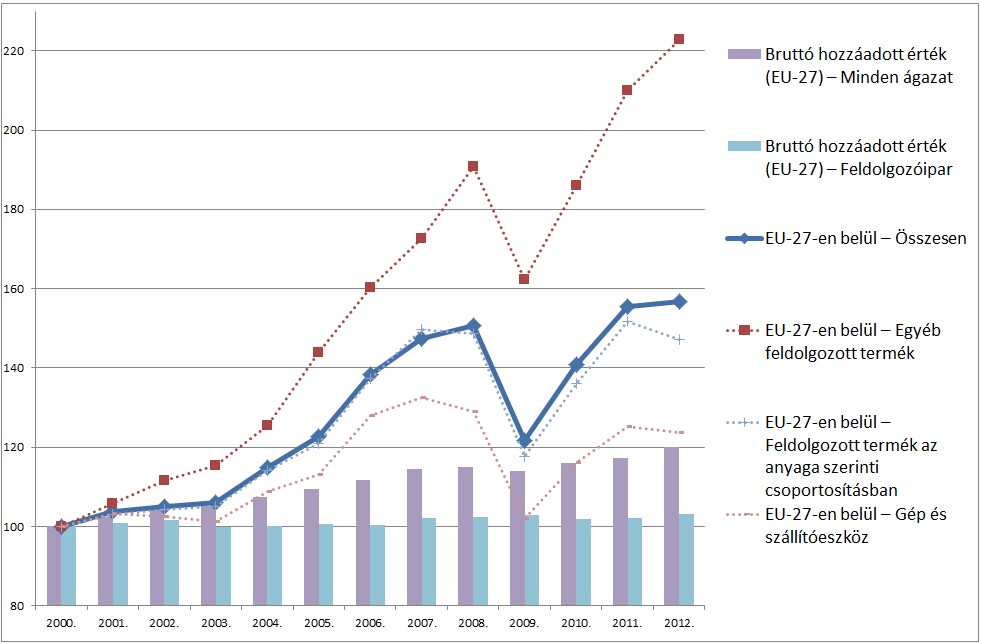 220
200
180
160
140
120
100
80
2000. 2001. 2002. 2003. 2004. 2005. 2006. 2007. 2008. 2009. 2010. 2011. 2012.
Bruttó hozzáadott érték
(EU-27) – Minden ágazat
Bruttó hozzáadott érték
(EU-27) – Feldolgozóipar
EU-27-en belül – Összesen
EU-27-en belül – Egyéb
feldolgozott termék
EU-27-en belül –
Feldolgozott termék az
anyaga szerinti
csoportosításban
EU-27-en belül – Gép és
szállítóeszköz